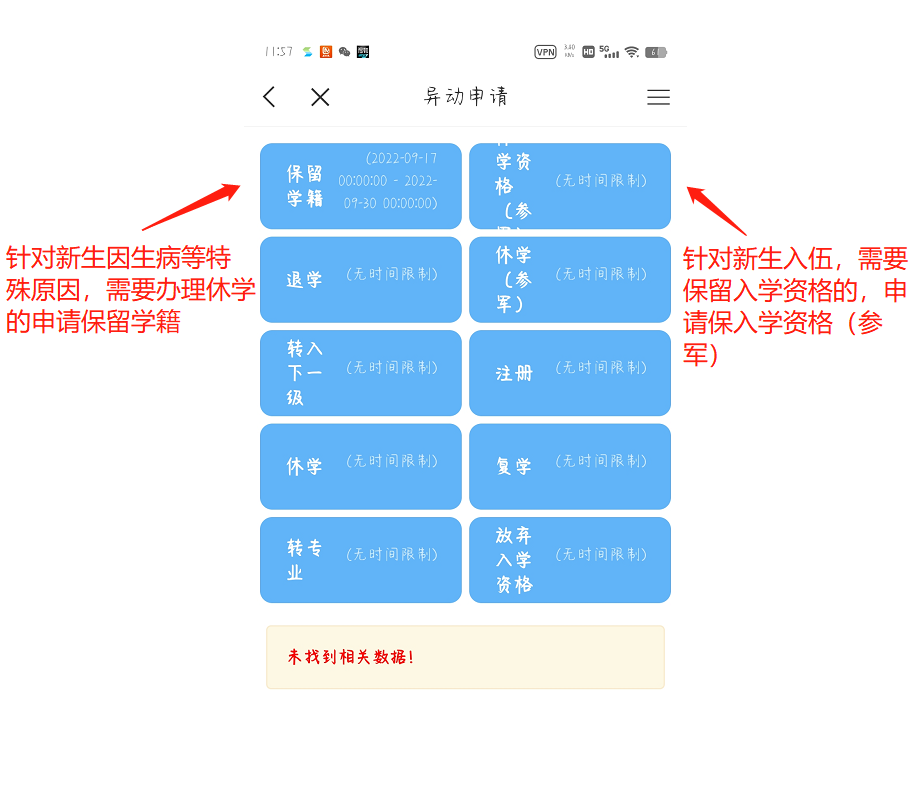 11:57
VPN
HD
5G
异动申请
保留
学籍
(2022-09-17
00:00:00 - 2022-
09-30 00:00:00)
学资
格
（参
(无时间限制)
退学
(无时间限制)
休学
（参
军）
(无时间限制)
转入
下一
级
(无时间限制)
注册
(无时间限制)
休学
(无时间限制)
复学
(无时间限制)
转专
业
(无时间限制)
放弃
入学
资格
(无时间限制)
未找到相关数据!
针对新生因生病等特
殊原因，需要办理休学
的申请保留学籍
针对新生入伍，需要
保留入学资格的，申
请保入学资格（参
军）